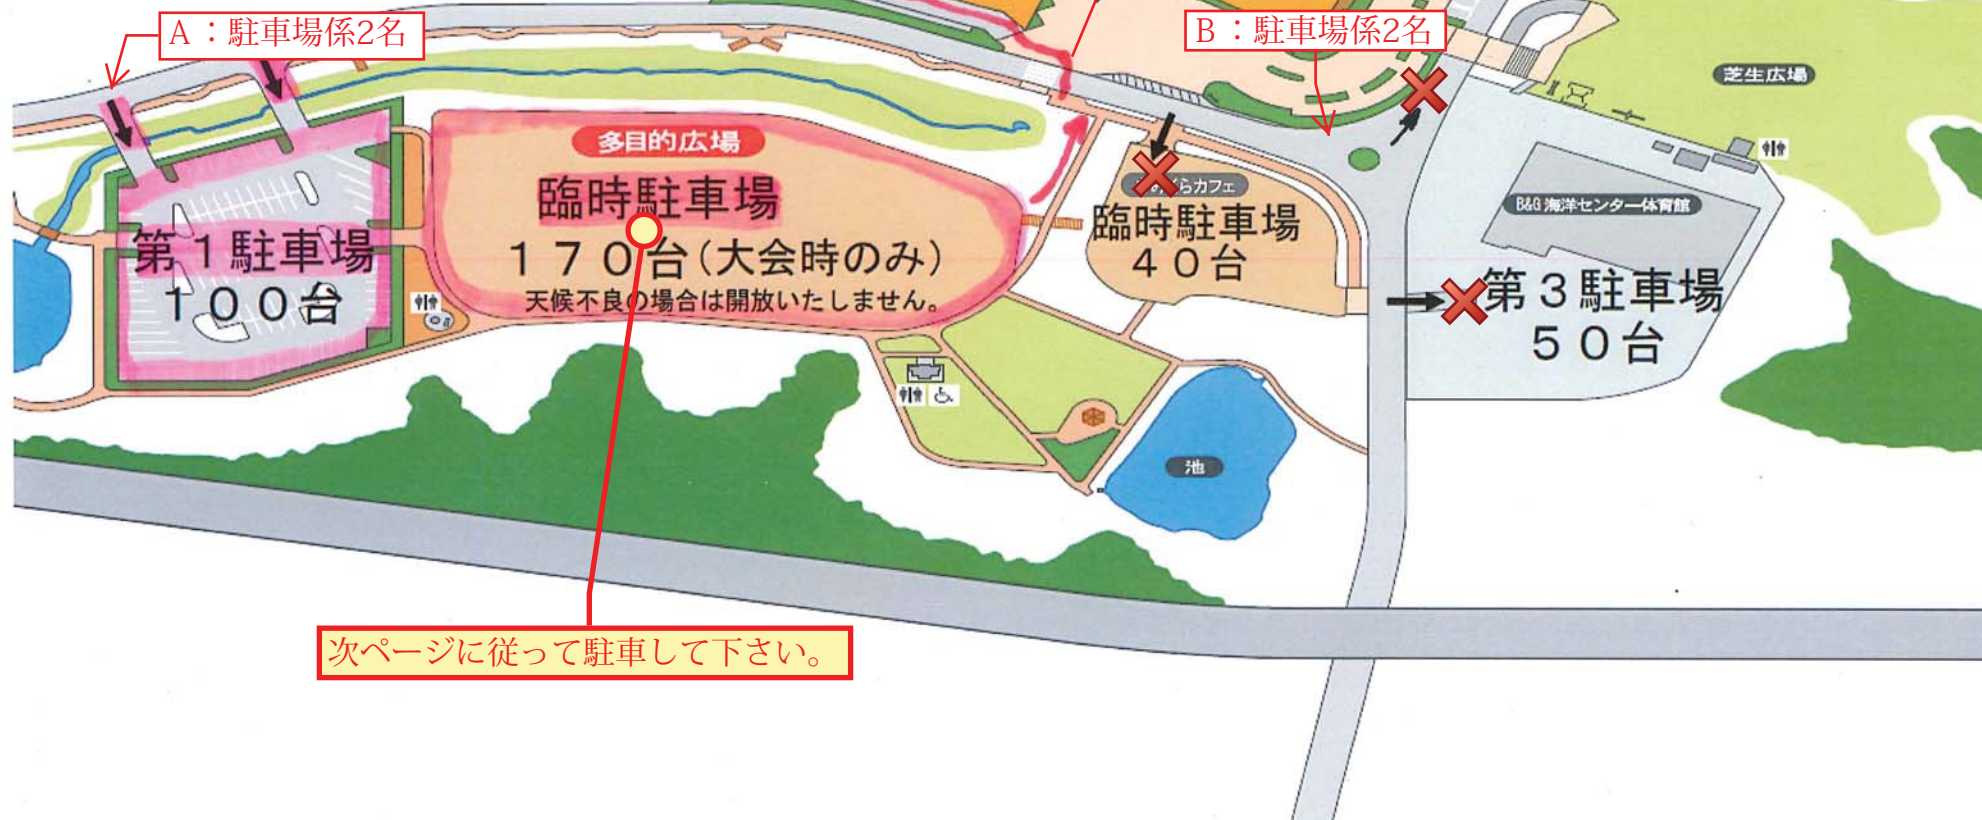 A：駐車場係2名
B：駐車場係2名
芝生広場
多目的広場
臨時駐車場
170台(大会時のみ)
天候不良の場合は開放いたしません。
第1駐車場
100台
らカフェ
臨時駐車場
40台
B&G 海洋センター体育館
第3駐車場
50台
池
次ページに従って駐車して下さい。